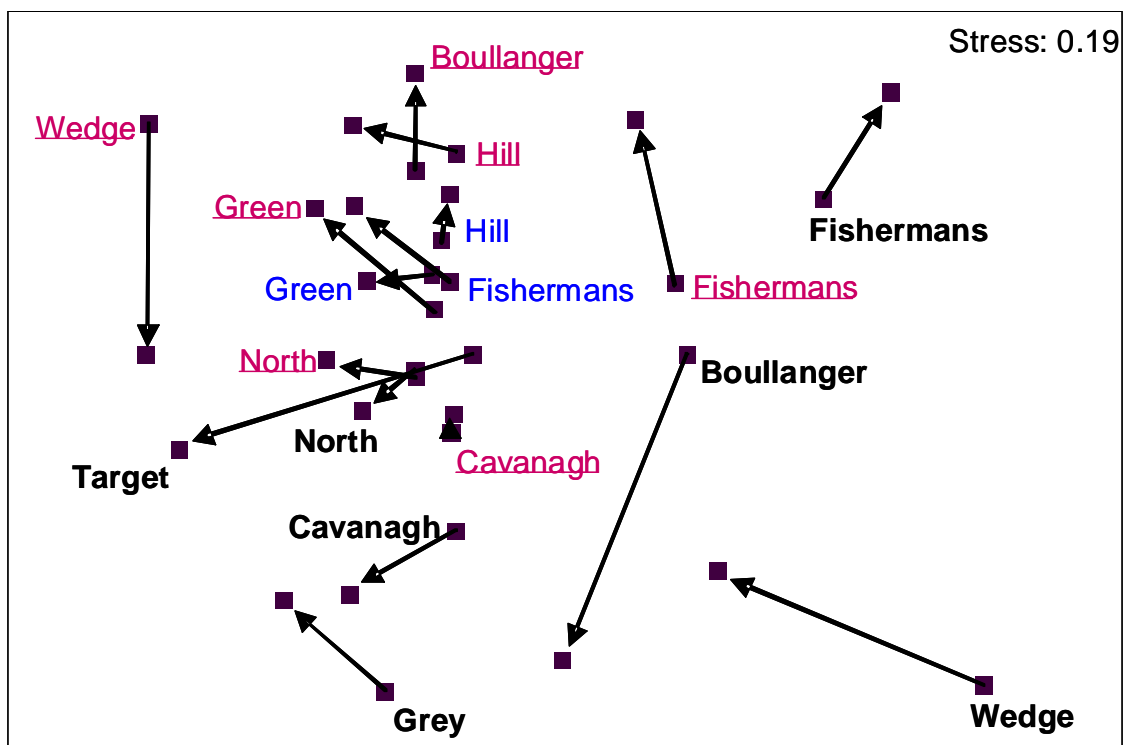 Stress: 0.19
Boullanger
Wedge
Hill
Green
Hill
Fishermans
Green
Fishermans
Fishermans
North
Boullanger
North
Target
Cavanagh
Cavanagh
Grey
Wedge